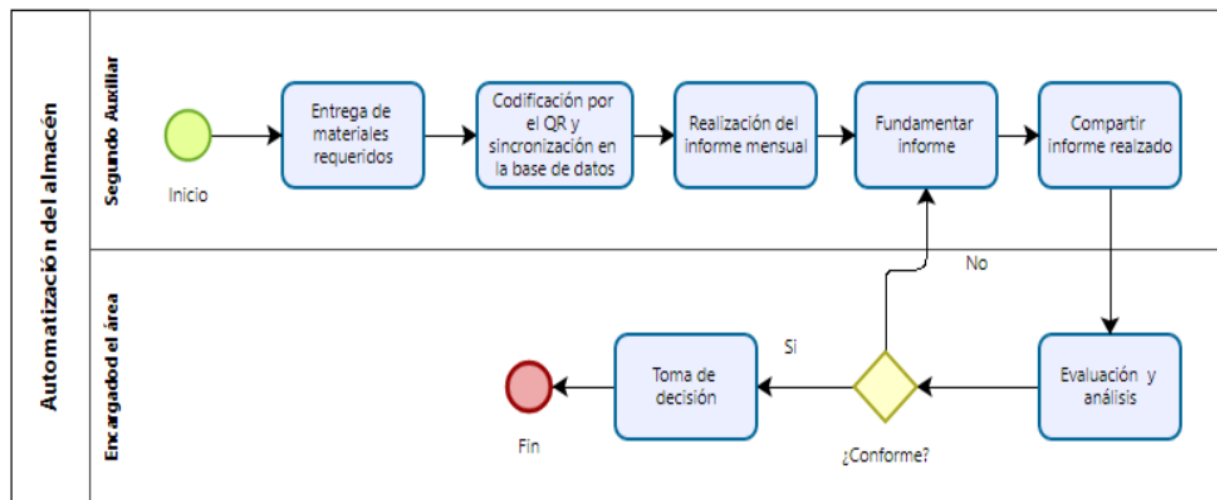 Automatización del almacén
Segundo Auxiliar
Inicio
Entrega de
materiales
requeridos
Codificación por
el QR y
sincronización en
la base de datos
Realización del
informe mensual
Fundamentar
informe
Compartir
informe realzado
Encargadod el área
Fin
Toma de
decisión
Si
¿Conforme?
No
Evaluación y
análisis